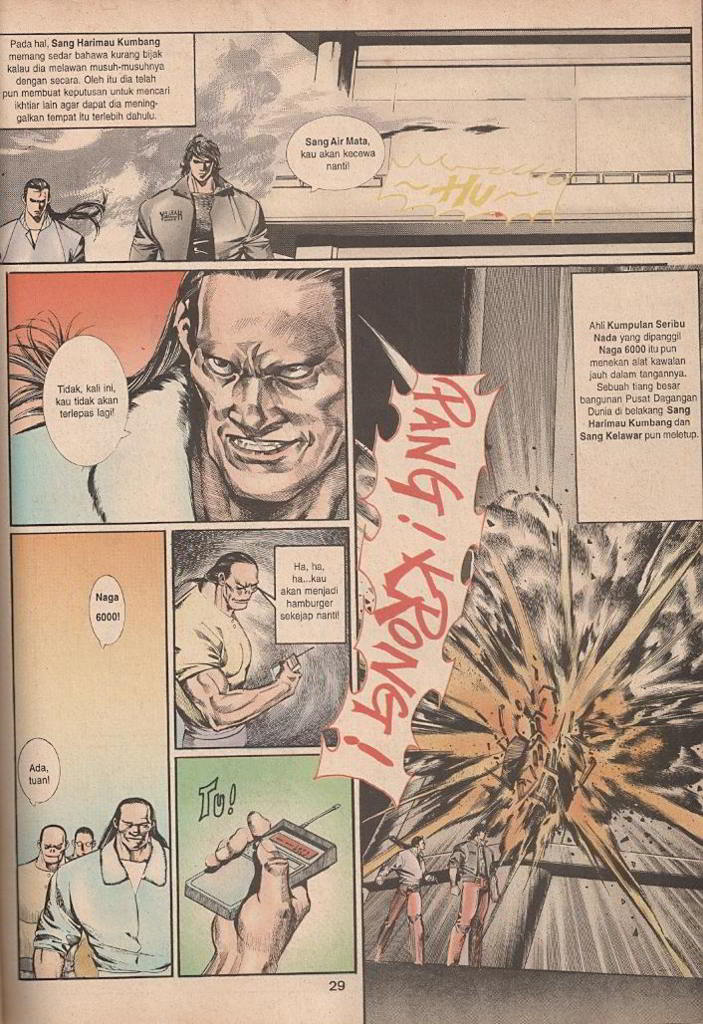 Pada hal, Sang Harimau Kumbang
memang sedar bahawa kurang bijak
kalau dia melawan musuh-musuhnya
dengan secara. Oleh itu dia telah
pun membuat keputusan untuk mencari
ikhtiar lain agar dapat dia mening-
galkan tempat itu terlebih dahulu.
Sang Air Mata,
kau akan kecewa
nanti!
HU
Tidak, kali ini,
kau tidak akan
terlepas lagi!
Ahli Kumpulan Seribu
Nada yang dipanggil
Naga 6000 itu pun
menekan alat kawalan
jauh dalam tangannya.
Sebuah tiang besar
bangunan Pusat Dagangan
Dunia di belakang Sang
Harimau Kumbang dan
Sang Kelawar pun meletup.
PANG! KRONG!
Naga
6000!
Ha, ha,
ha...kau
akan menjadi
hamburger
sekejap nanti!
Ada,
tuan!
TU!
29